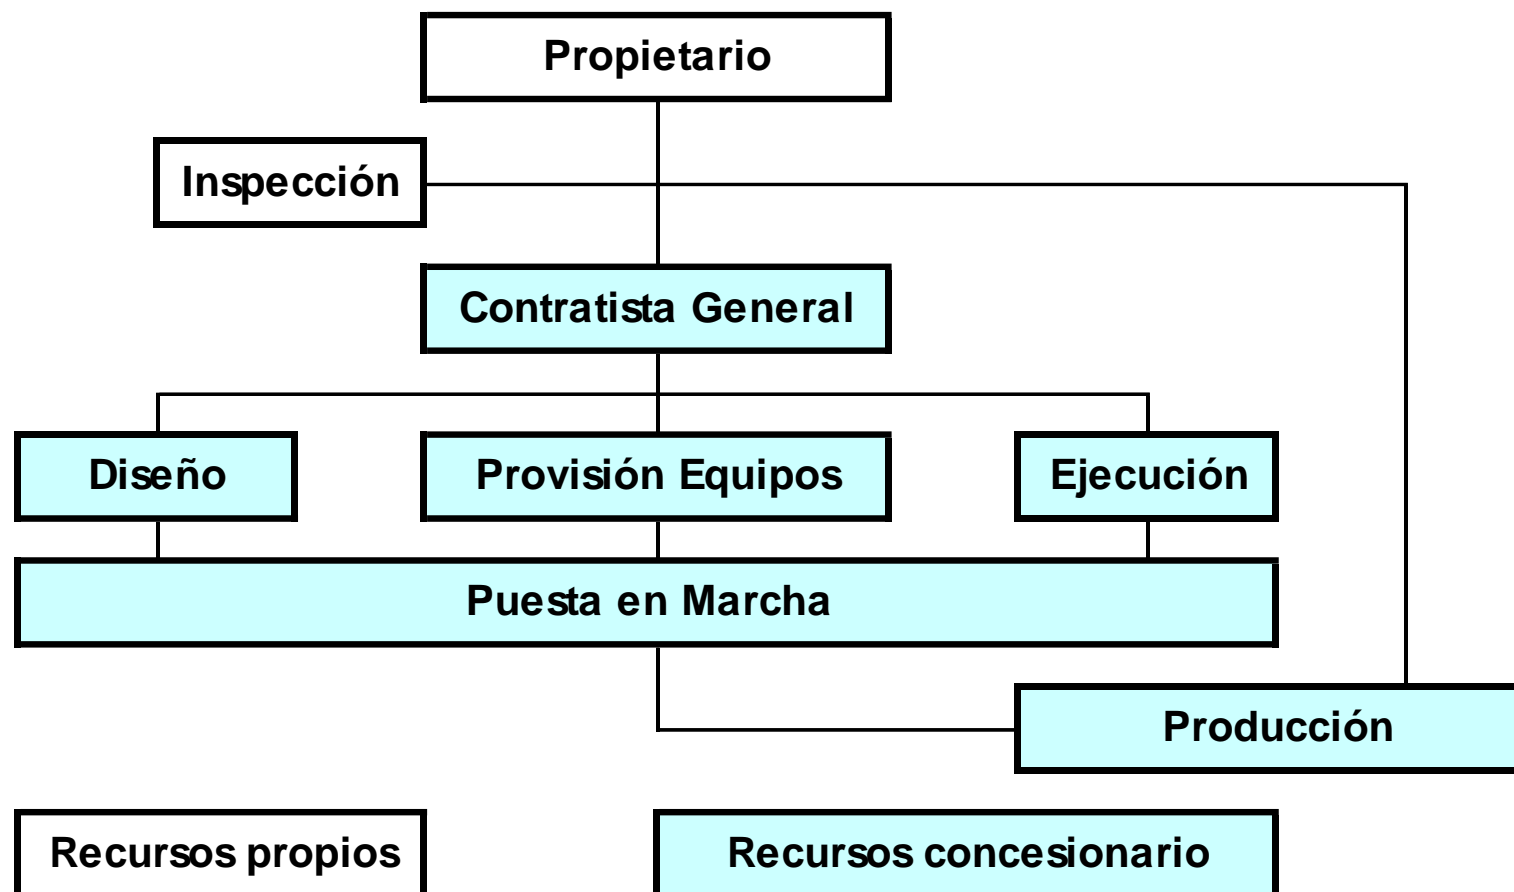 Propietario
Inspección
Contratista General
Diseño
Provisión Equipos
Ejecución
Puesta en Marcha
Producción
Recursos propios
Recursos concesionario